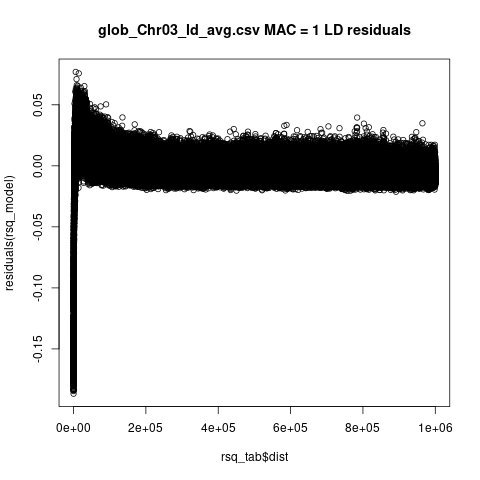 glob_Chr03_ld_avg.csv MAC = 1 LD residuals
residuals(rsq_model)
0.05
0.00
-0.05
-0.10
-0.15
0e+00 2e+05 4e+05 6e+05 8e+05 1e+06
rsq_tab$dist